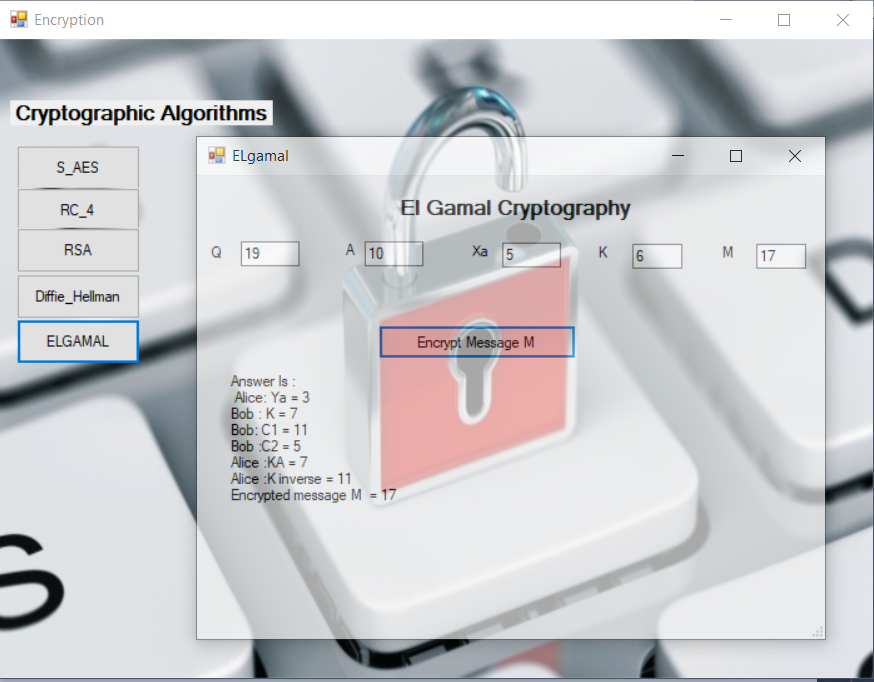 Encryption
Cryptographic Algorithms
S_AES
RC_4
RSA
Diffie_Hellman
ELGAMAL
ELgamal
El Gamal Cryptography
Q 19 A 10 Xa 5 K 6 M 17
Encrypt Message M
Answer Is :
Alice: Ya = 3
Bob : K = 7
Bob: C1 = 11
Bob :C2 = 5
Alice :KA = 7
Alice :K inverse = 11
Encrypted message M = 17
S
D